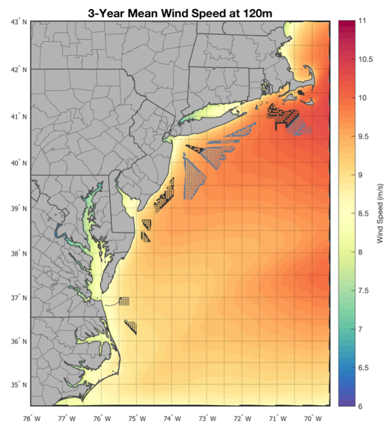 3-Year Mean Wind Speed at 120m
43° N
42° N
41° N
40° N
39° N
38° N
37° N
36° N
35° N
78° W 77° W 76° W 75° W 74° W 73° W 72° W 71° W 70° W
11
10.5
10
9.5
9
8.5
8
7.5
7
6.5
6
Wind Speed (m/s)